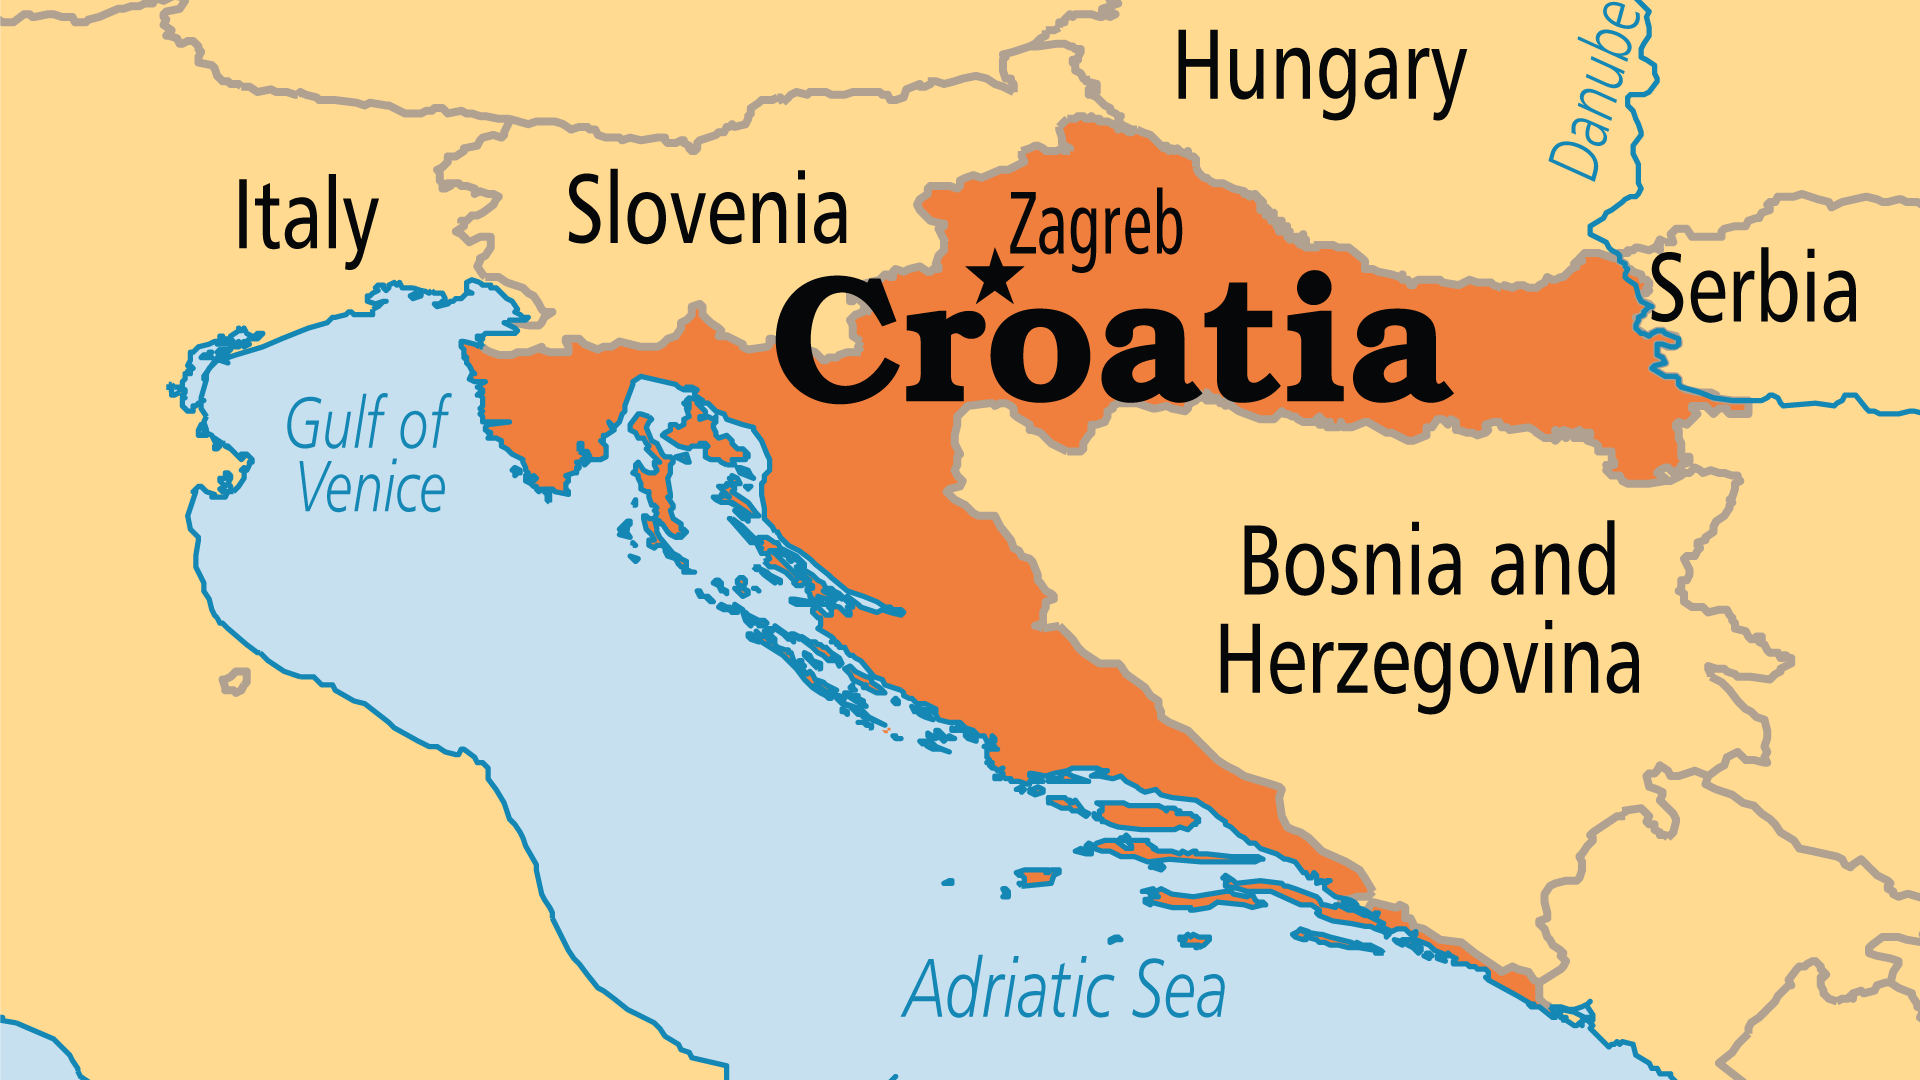 Hungary
Danube
Italy
Slovenia
Zagreb
Serbia
Croatia
Gulf of
Venice
Bosnia and
Herzegovina
Adriatic Sea